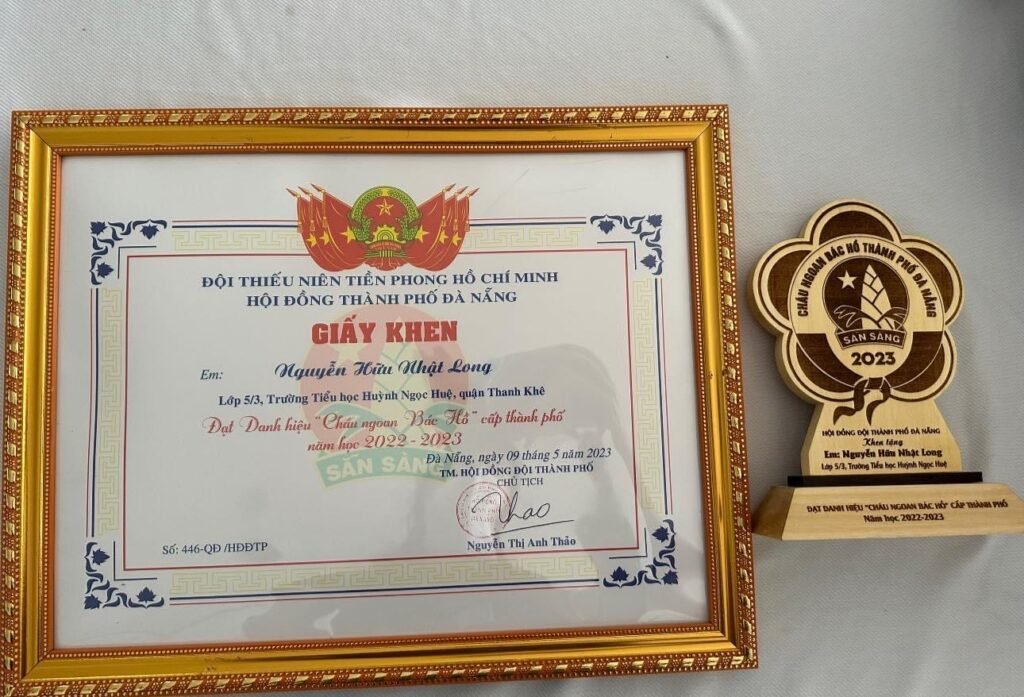 ĐỘI THIẾU NIÊN TIỀN PHONG HỒ CHÍ MINH
HỘI ĐỒNG THÀNH PHỐ ĐÀ NẴNG
GIẤY KHEN
Em: Nguyễn Hữu Nhật Long
Lớp 5/3, Trường Tiểu học Huỳnh Ngọc Huệ, quận Thanh Khê
Đạt Danh hiệu "Cháu ngoan Bác Hồ" cấp thành phố
năm học 2022 - 2023
SẴN SÀNG
Đà Nẵng, ngày 09 tháng 5 năm 2023
TM. HỘI ĐỒNG ĐỘI THÀNH PHỐ
CHỦ TỊCH
Thao
Nguyễn Thị Anh Thảo
Số: 446-QĐ /HĐĐTP
CHÁU NGOAN BÁC HỒ THÀNH PHỐ ĐÀ NẴNG
SẴN SÀNG
2023
HỘI ĐỒNG ĐỘI THÀNH PHỐ ĐÀ NẴNG
Khen tặng
Em: Nguyễn Hữu Nhật Long
Lớp 5/3, Trường Tiểu học Huỳnh Ngọc Huệ
ĐẠT DANH HIỆU "CHÁU NGOAN BÁC HỒ" CẤP THÀNH PHỐ
Năm học 2022-2023